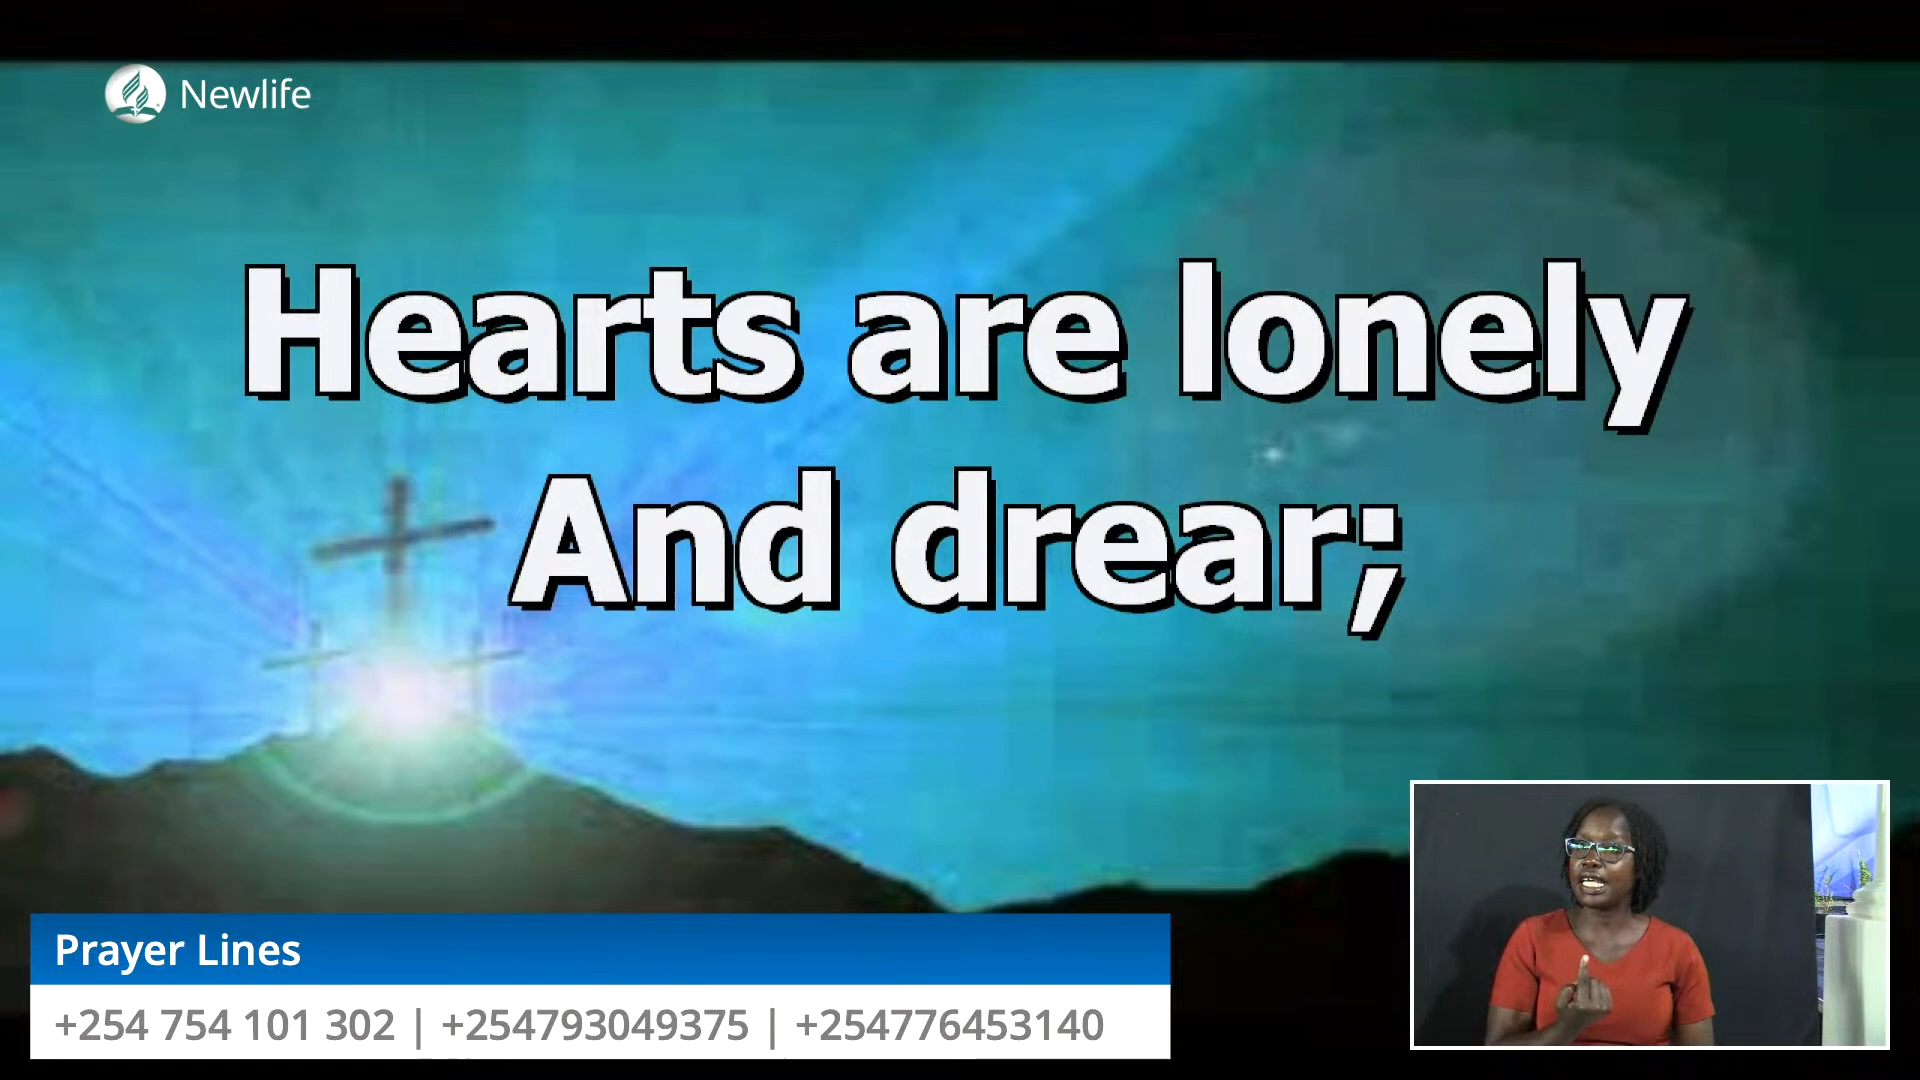 Newlife
Hearts are lonely
And drear;
Prayer Lines
+254 754 101 302 | +254793049375 | +254776453140